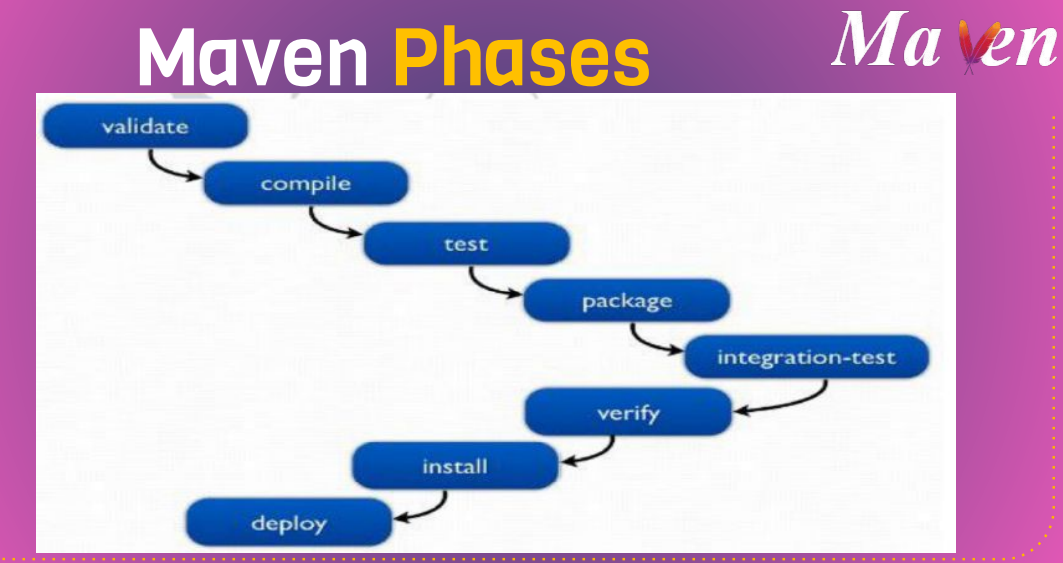 Maven Phases
Maven
validate
compile
test
package
integration-test
verify
install
deploy